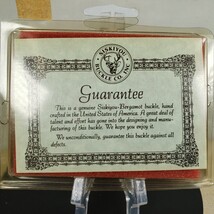 SISKIYOU
BUCKLE CO. INC.
Guarantee
This is a genuine Siskiyou-Bergamot buckle, hand
crafted in the United States of America. A great deal of
talent and effort has gone into the designing and manu-
facturing of this buckle. We hope you enjoy it.
We unconditionally, guarantee this buckle against all
defects.